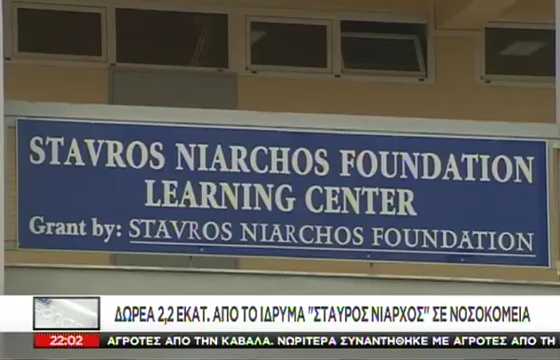 STAVROS NIARCHOS FOUNDATION
LEARNING CENTER
Grant by: STAVROS NIARCHOS FOUNDATION
ΔΩΡΕΑ 2,2 ΕΚΑΤ. ΑΠΟ ΤΟ ΙΔΡΥΜΑ "ΣΤΑΥΡΟΣ ΝΙΑΡΧΟΣ" ΣΕ ΝΟΣΟΚΟΜΕΙΑ
22:02 ΑΓΡΟΤΕΣ ΑΠΟ ΤΗΝ ΚΑΒΑΛΑ. ΝΩΡΙΤΕΡΑ ΣΥΝΑΝΤΗΘΗΚΕ ΜΕ ΑΓΡΟΤΕΣ ΑΠΟ ΤΗ